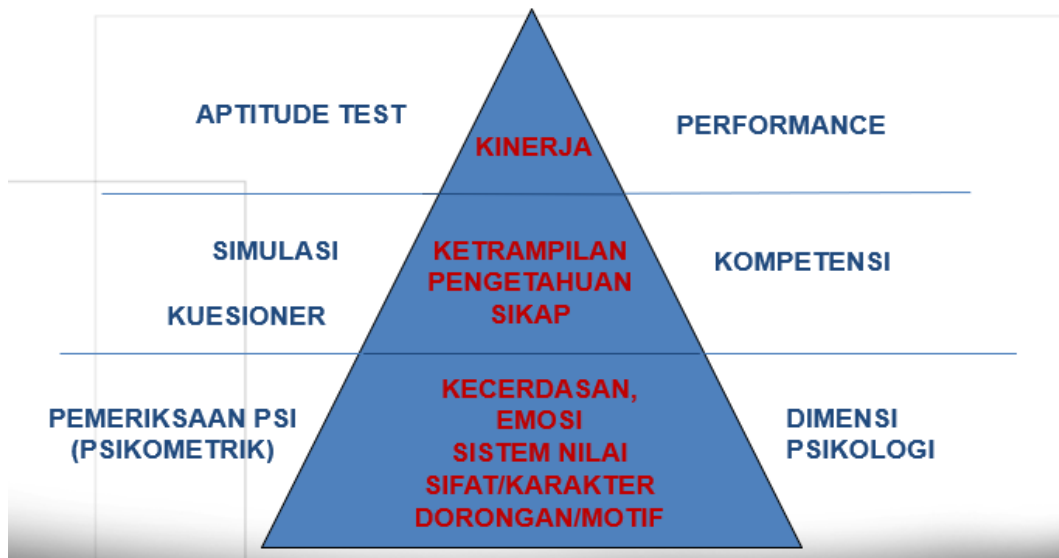 APTITUDE TEST
KINERJA
PERFORMANCE
SIMULASI
KUESIONER
KETRAMPILAN
PENGETAHUAN
SIKAP
KOMPETENSI
PEMERIKSAAN PSI
(PSIKOMETRIK)
KECERDASAN,
EMOSI
SISTEM NILAI
SIFAT/KARAKTER
DORONGAN/MOTIF
DIMENSI
PSIKOLOGI